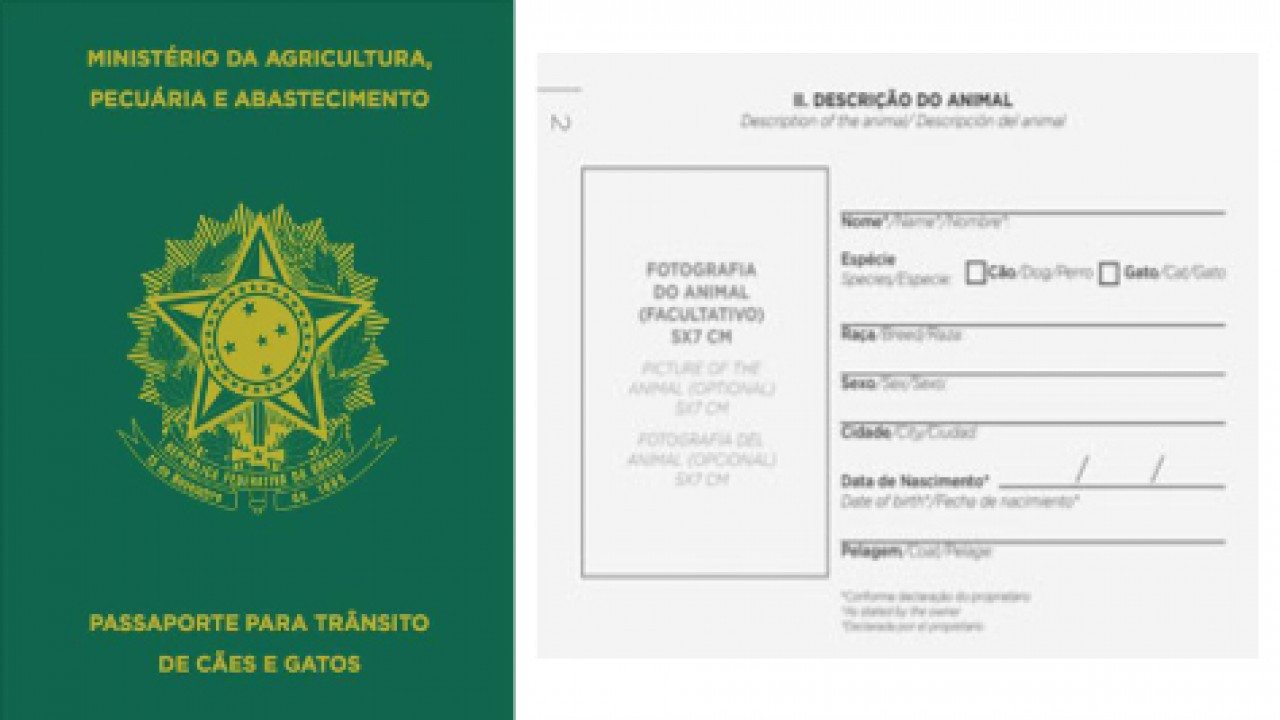 MINISTÉRIO DA AGRICULTURA,
PECUÁRIA E ABASTECIMENTO
REPÚBLICA FEDERATIVA DO BRASIL
15 de Novembro de 1889
PASSAPORTE PARA TRÂNSITO
DE CÃES E GATOS
2
II. DESCRIÇÃO DO ANIMAL
Description of the animal/ Descripción del animal
FOTOGRAFIA
DO ANIMAL
(FACULTATIVO)
5X7 CM
PICTURE OF THE
ANIMAL (OPTIONAL)
5X7 CM
FOTOGRAFÍA DEL
ANIMAL (OPCIONAL)
5X7 CM
Nome*/Name*/Nombre*
Espécie
Species/Especie: Cão/Dog/Perro Gato/Cat/Gato
Raça/Breed/Raza
Sexo/Sex/Sexo
Cidade/City/Ciudad
Data de Nascimento* / /
Date of birth*/Fecha de nacimiento*
Pelagem/Coat/Pelage
*Conforme declaração do proprietário
*As stated by the owner
*Declarada por el propietario